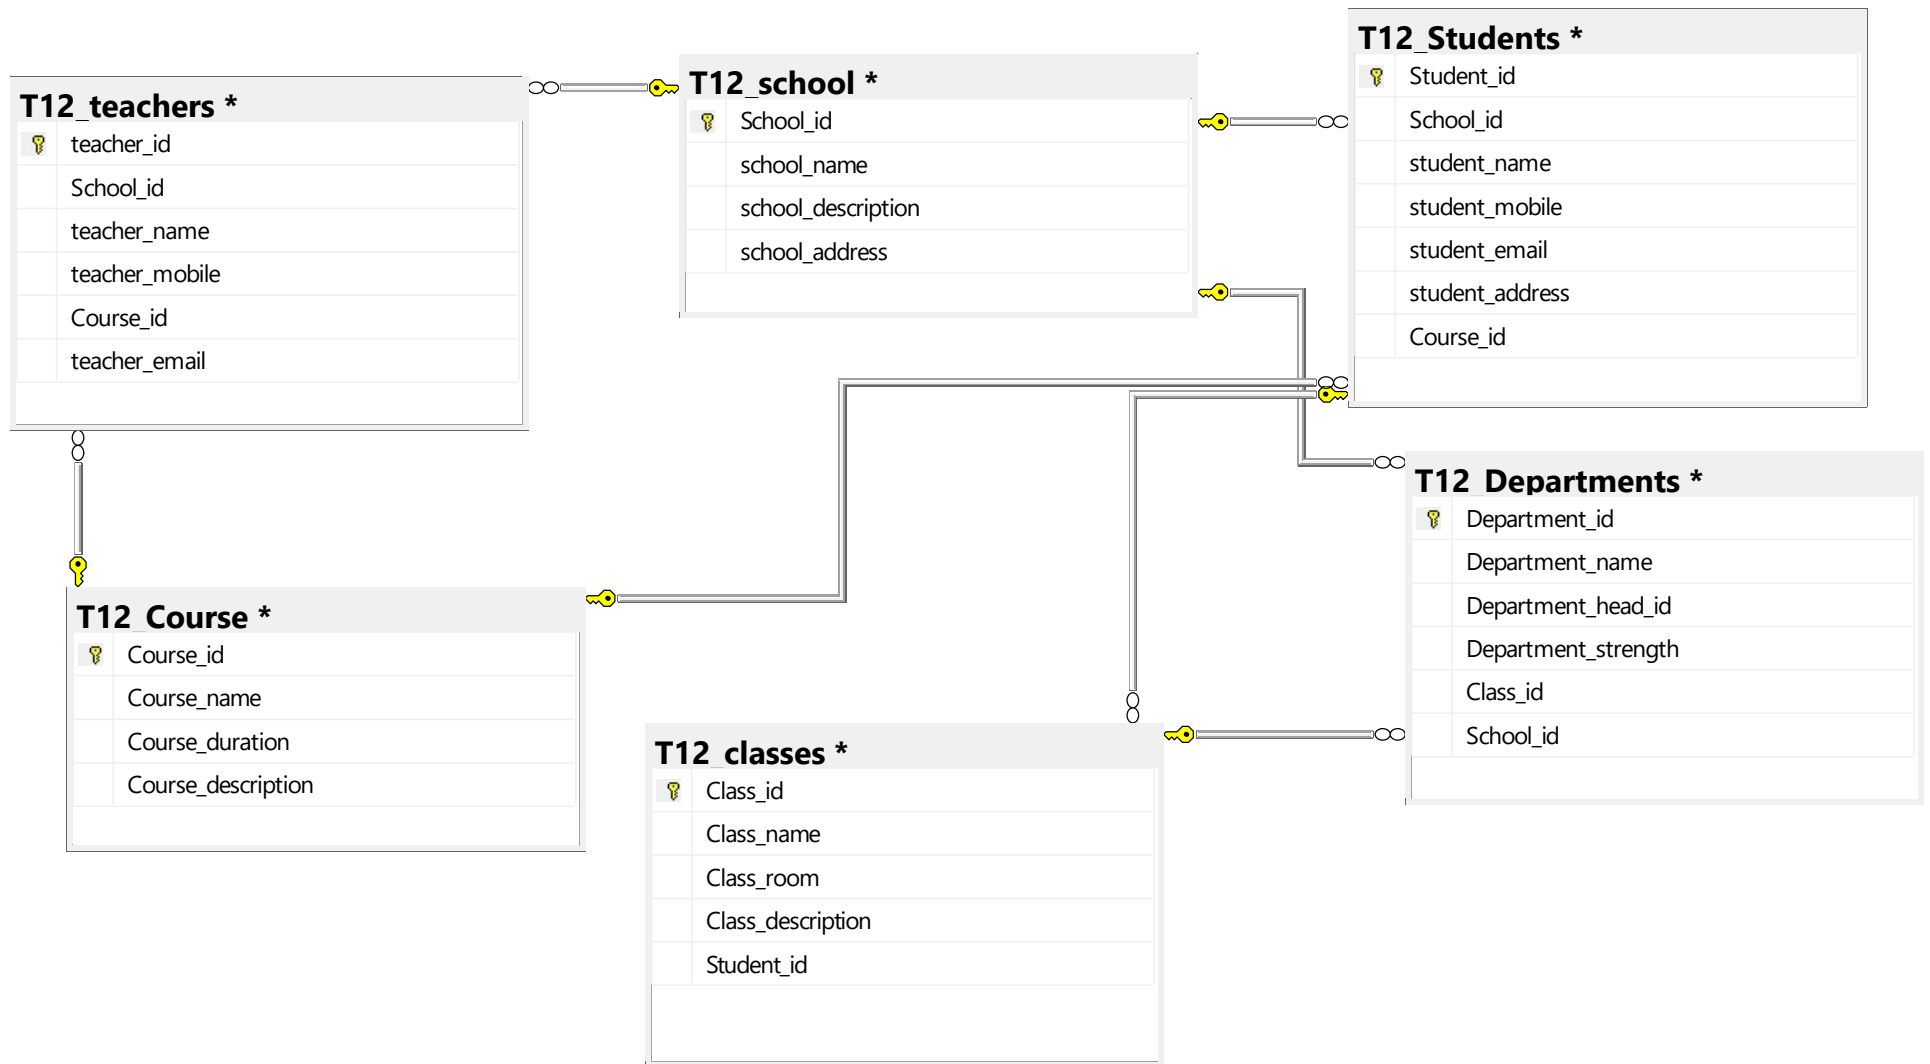 T12_teachers *
teacher_id
School_id
teacher_name
teacher_mobile
Course_id
teacher_email
T12_school *
School_id
school_name
school_description
school_address
T12_Students *
Student_id
School_id
student_name
student_mobile
student_email
student_address
Course_id
T12_Departments *
Department_id
Department_name
Department_head_id
Department_strength
Class_id
School_id
T12_Course *
Course_id
Course_name
Course_duration
Course_description
T12_classes *
Class_id
Class_name
Class_room
Class_description
Student_id